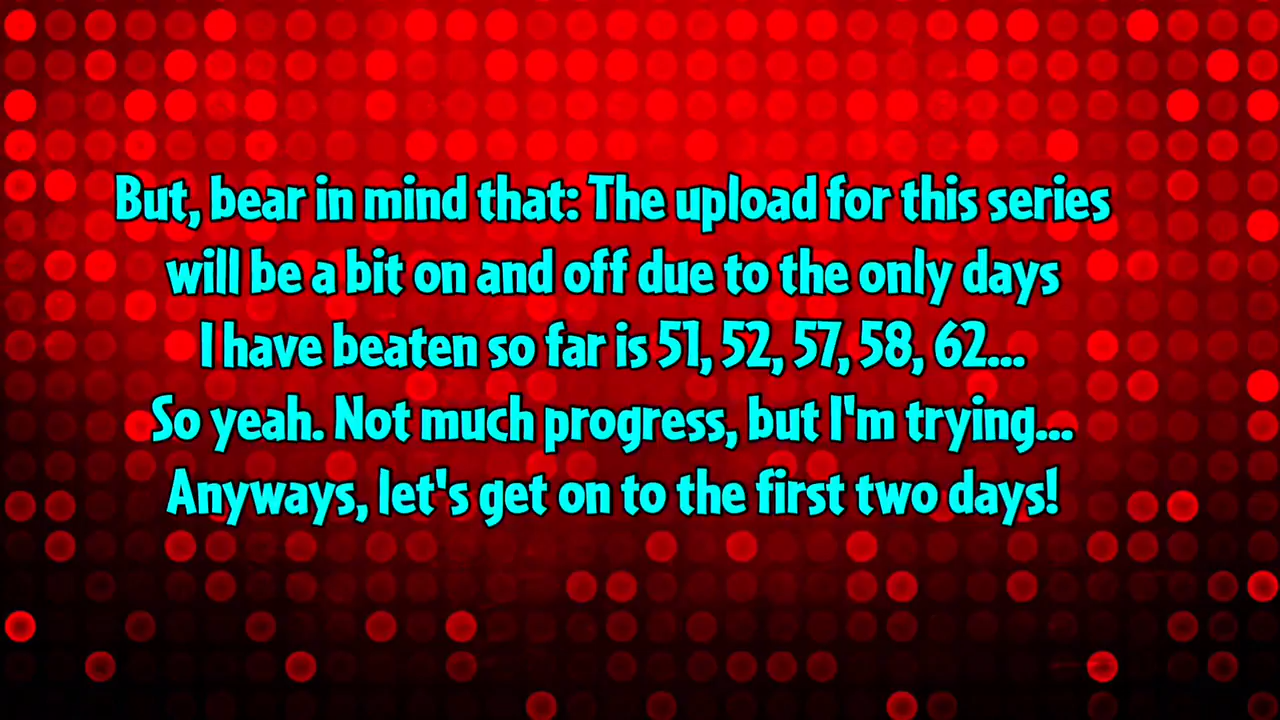 But, bear in mind that: The upload for this series
will be a bit on and off due to the only days
I have beaten so far is 51, 52, 57, 58, 62...
So yeah. Not much progress, but I'm trying...
Anyways, let's get on to the first two days!